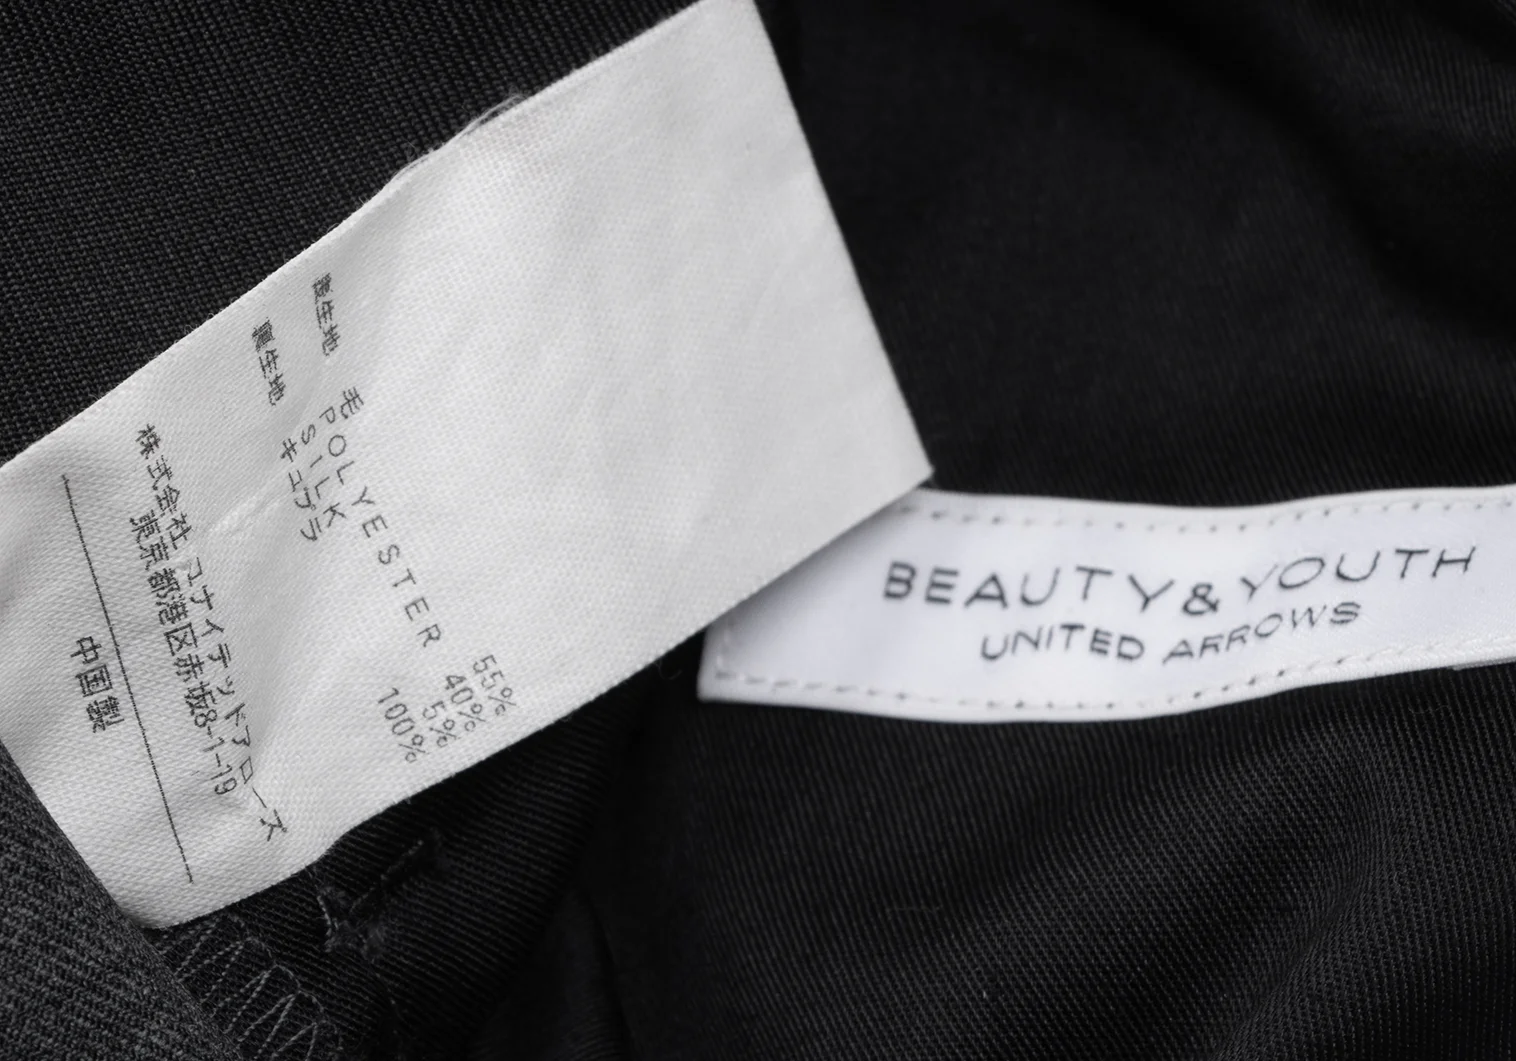 表生地 毛 55%
POLYESTER 40%
SILK 5%
裏生地 キュプラ 100%
株式会社 ユナイテッドアローズ
東京都港区赤坂8-1-19
中国製
BEAUTY&YOUTH
UNITED ARROWS